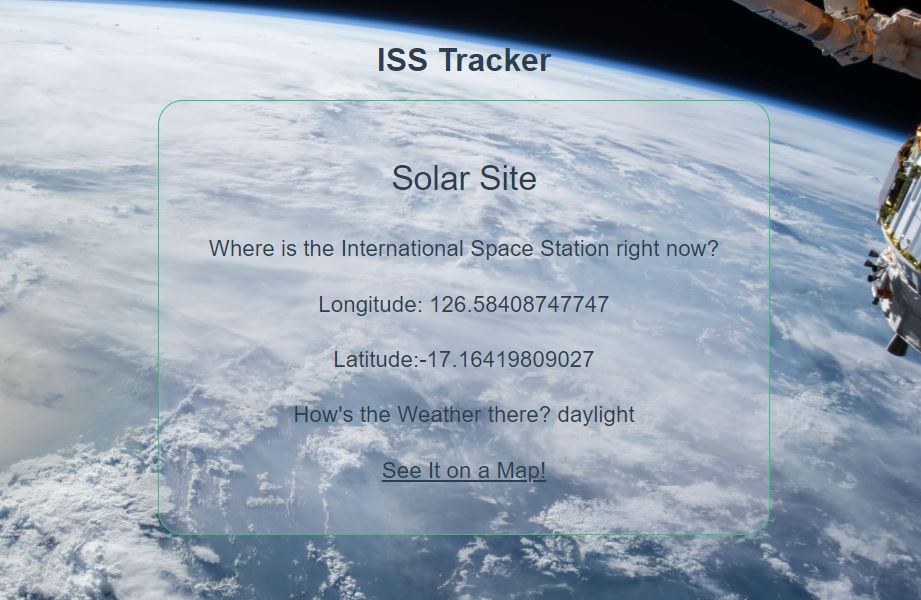 ISS Tracker
Solar Site
Where is the International Space Station right now?
Longitude: 126.58408747747
Latitude:-17.16419809027
How's the Weather there? daylight
See It on a Map!